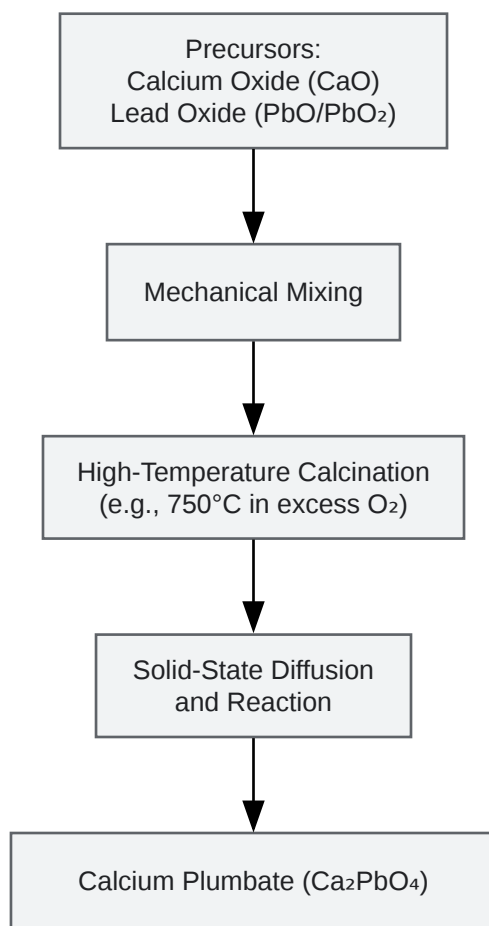 Precursors:
Calcium Oxide (CaO)
Lead Oxide (PbO/PbO₂)
Mechanical Mixing
High-Temperature Calcination
(e.g., 750°C in excess O₂)
Solid-State Diffusion
and Reaction
Calcium Plumbate (Ca₂PbO₄)